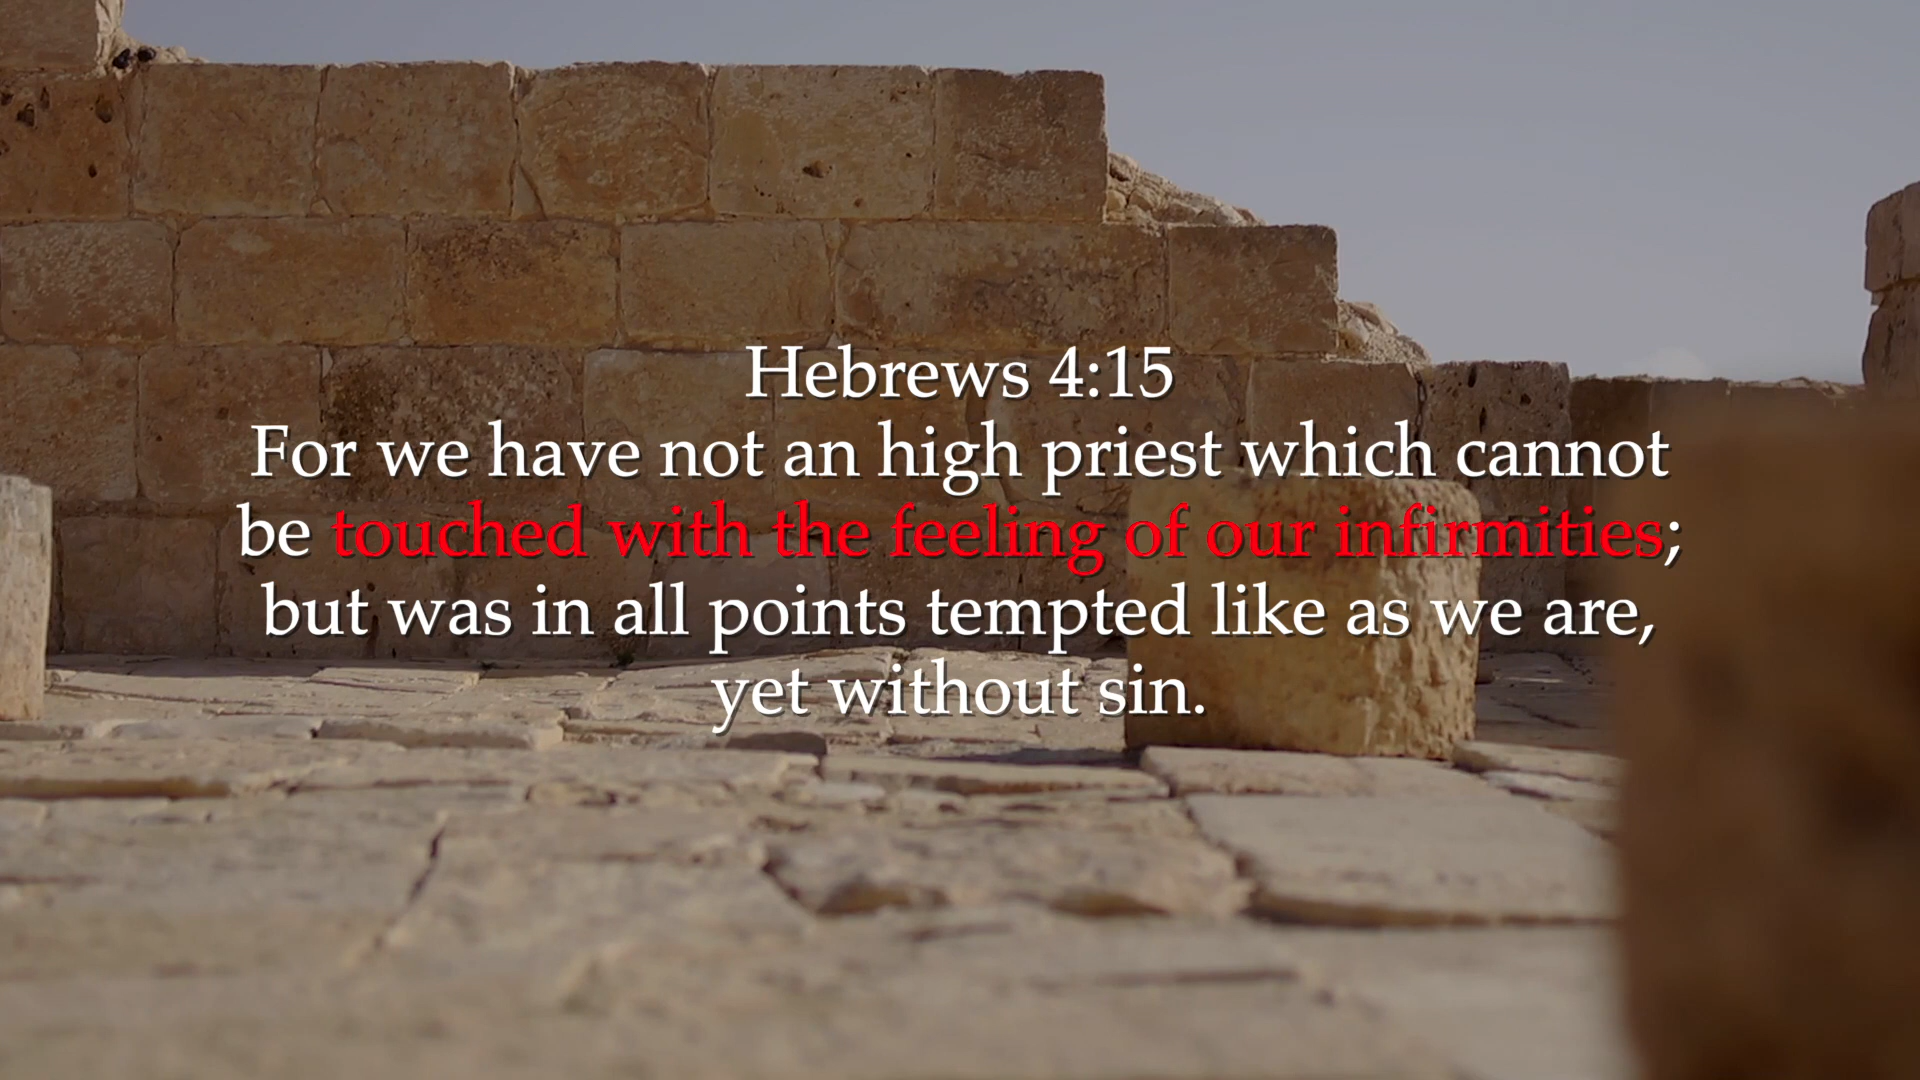 Hebrews 4:15
For we have not an high priest which cannot
be touched with the feeling of our infirmities;
but was in all points tempted like as we are,
yet without sin.